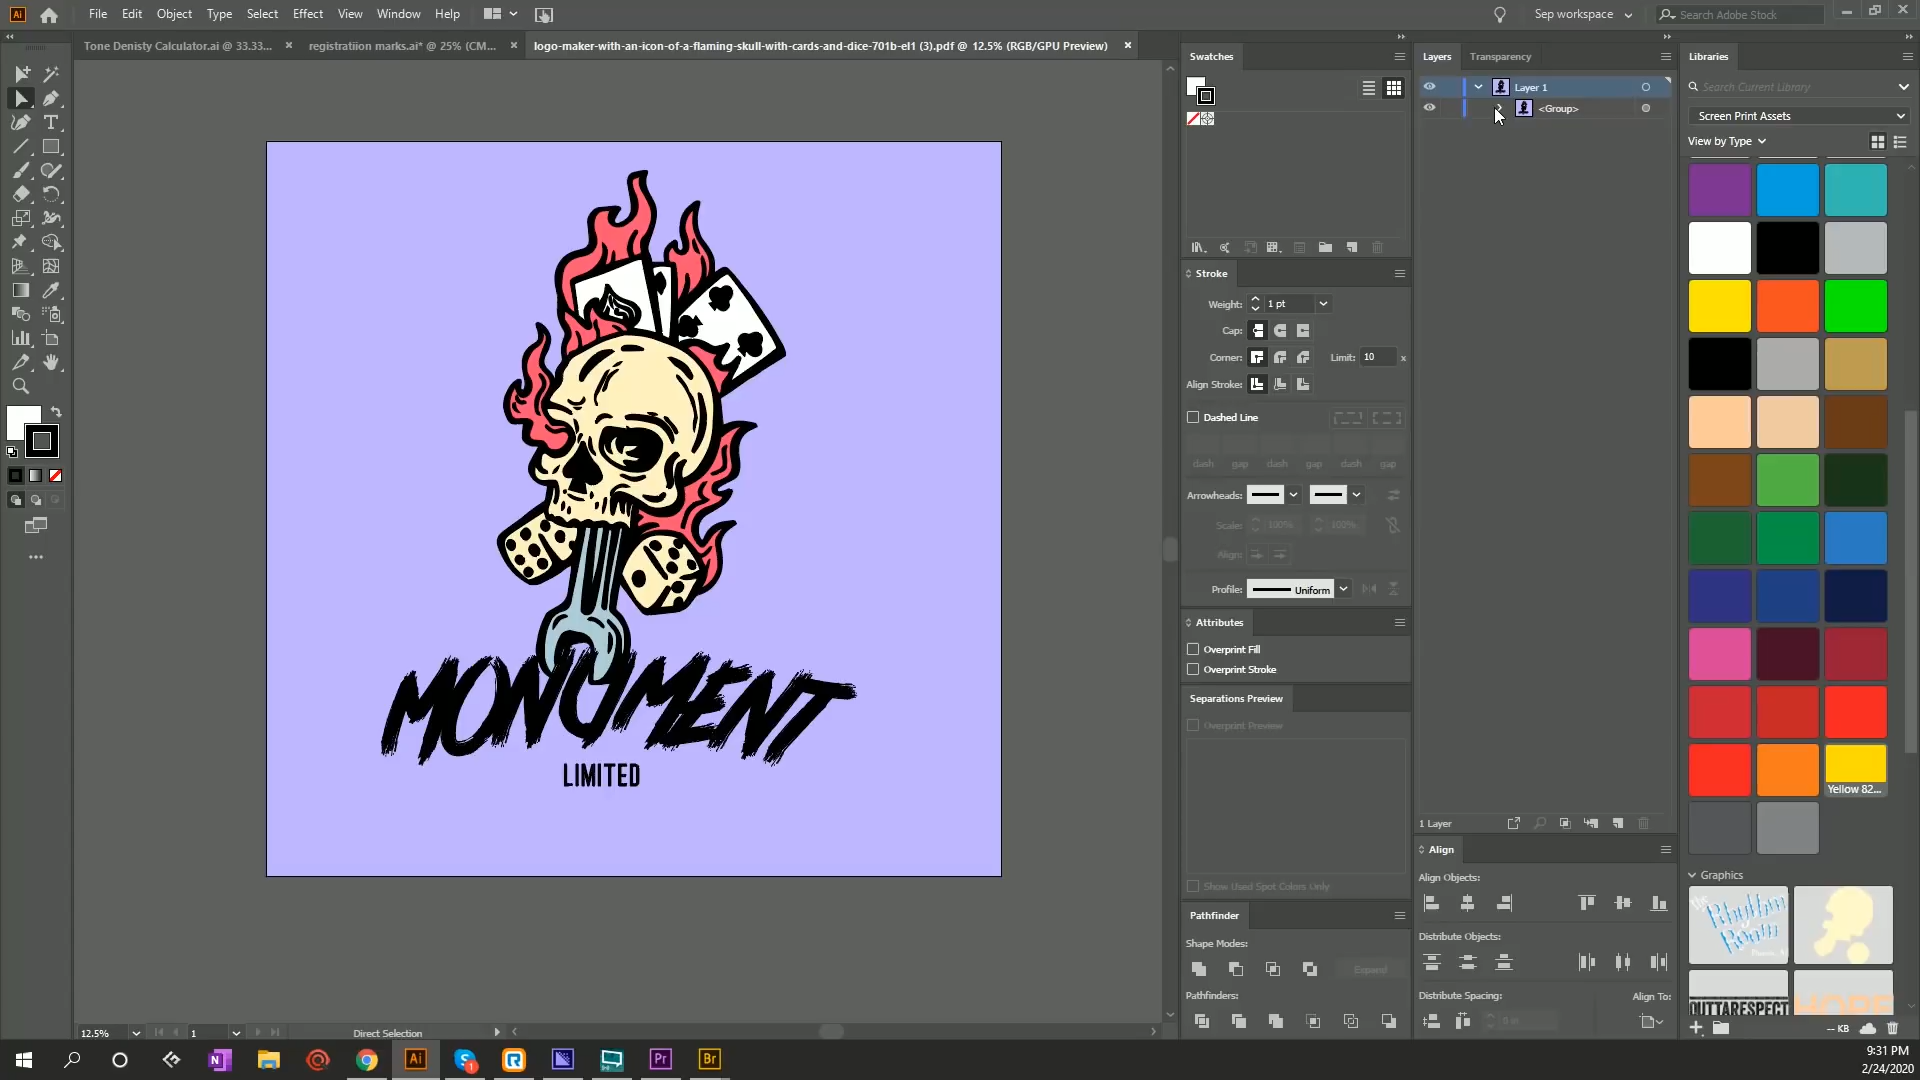 File Edit Object Type Select Effect View Window Help
Sep workspace
Search Adobe Stock
Tone Denisty Calculator.ai @ 33.33...
registratiion marks.ai* @ 25% (CM...
logo-maker-with-an-icon-of-a-flaming-skull-with-cards-and-dice-701b-el1 (3).pdf @ 12.5% (RGB/GPU Preview)
Swatches
Layers
Transparency
Libraries
Layer 1
<Group>
Search Current Library
Screen Print Assets
View by Type
Stroke
Weight: 1 pt
Cap:
Corner:
Limit: 10 x
Align Stroke:
Dashed Line
dash gap dash gap dash gap
Arrowheads:
Scale: 100% 100%
Align:
Profile: Uniform
Attributes
Overprint Fill
Overprint Stroke
Separations Preview
Overprint Preview
Show Used Spot Colors Only
Pathfinder
Shape Modes:
Expand
Pathfinders:
1 Layer
Align
Align Objects:
Distribute Objects:
Distribute Spacing:
Align To:
0 in
Yellow 82...
Graphics
Rhythm
Room
OUTTARESPECT
HOPE
-- KB
MONUMENT
LIMITED
12.5%
1
Direct Selection
9:31 PM
2/24/2020